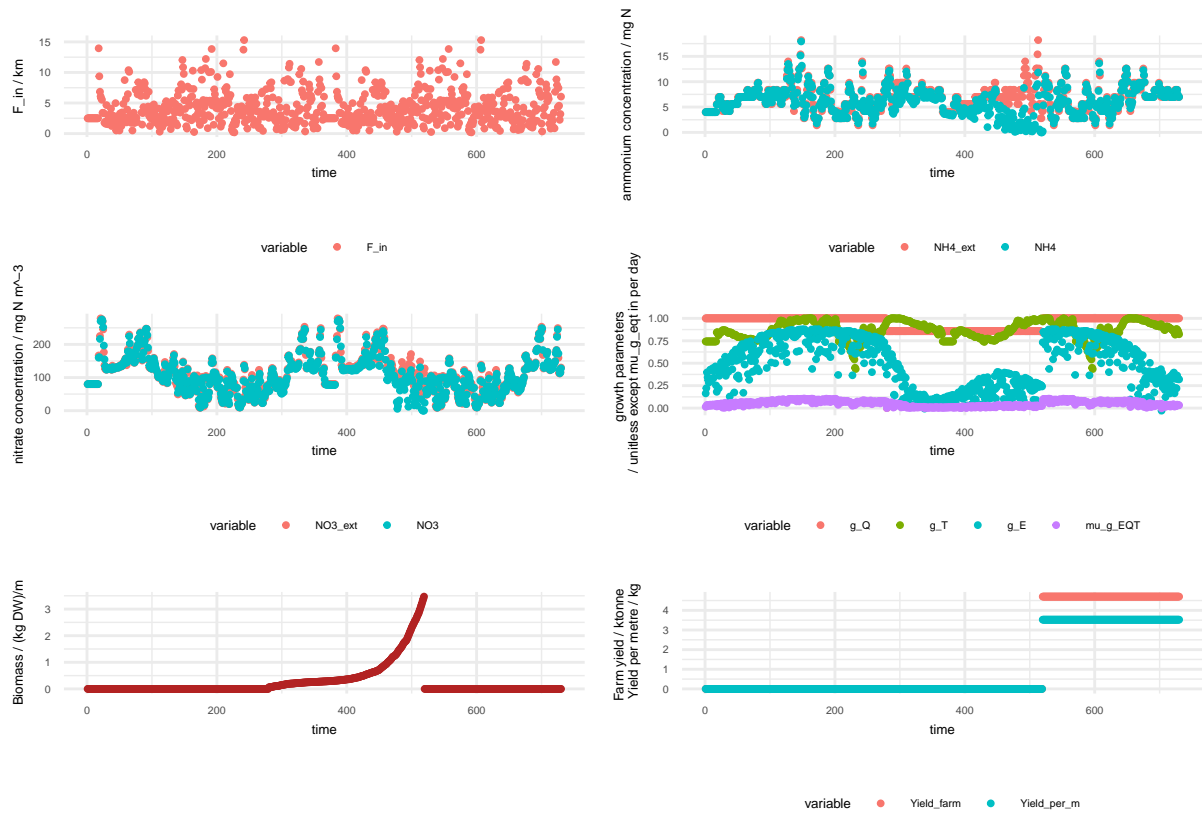 F_in / km
15
10
5
0
0
200
400
600
time
variable
F_in
ammonium concentration / mg N
15
10
5
0
0
200
400
600
time
variable
NH4_ext
NH4
nitrate concentration / mg N m^−3
200
100
0
0
200
400
600
time
variable
NO3_ext
NO3
growth parameters
/ unitless except mu_g_eqt in per day
1.00
0.75
0.50
0.25
0.00
0
200
400
600
time
variable
g_Q
g_T
g_E
mu_g_EQT
Biomass / (kg DW)/m
3
2
1
0
0
200
400
600
time
Farm yield / ktonne
Yield per metre / kg
4
3
2
1
0
0
200
400
600
time
variable
Yield_farm
Yield_per_m